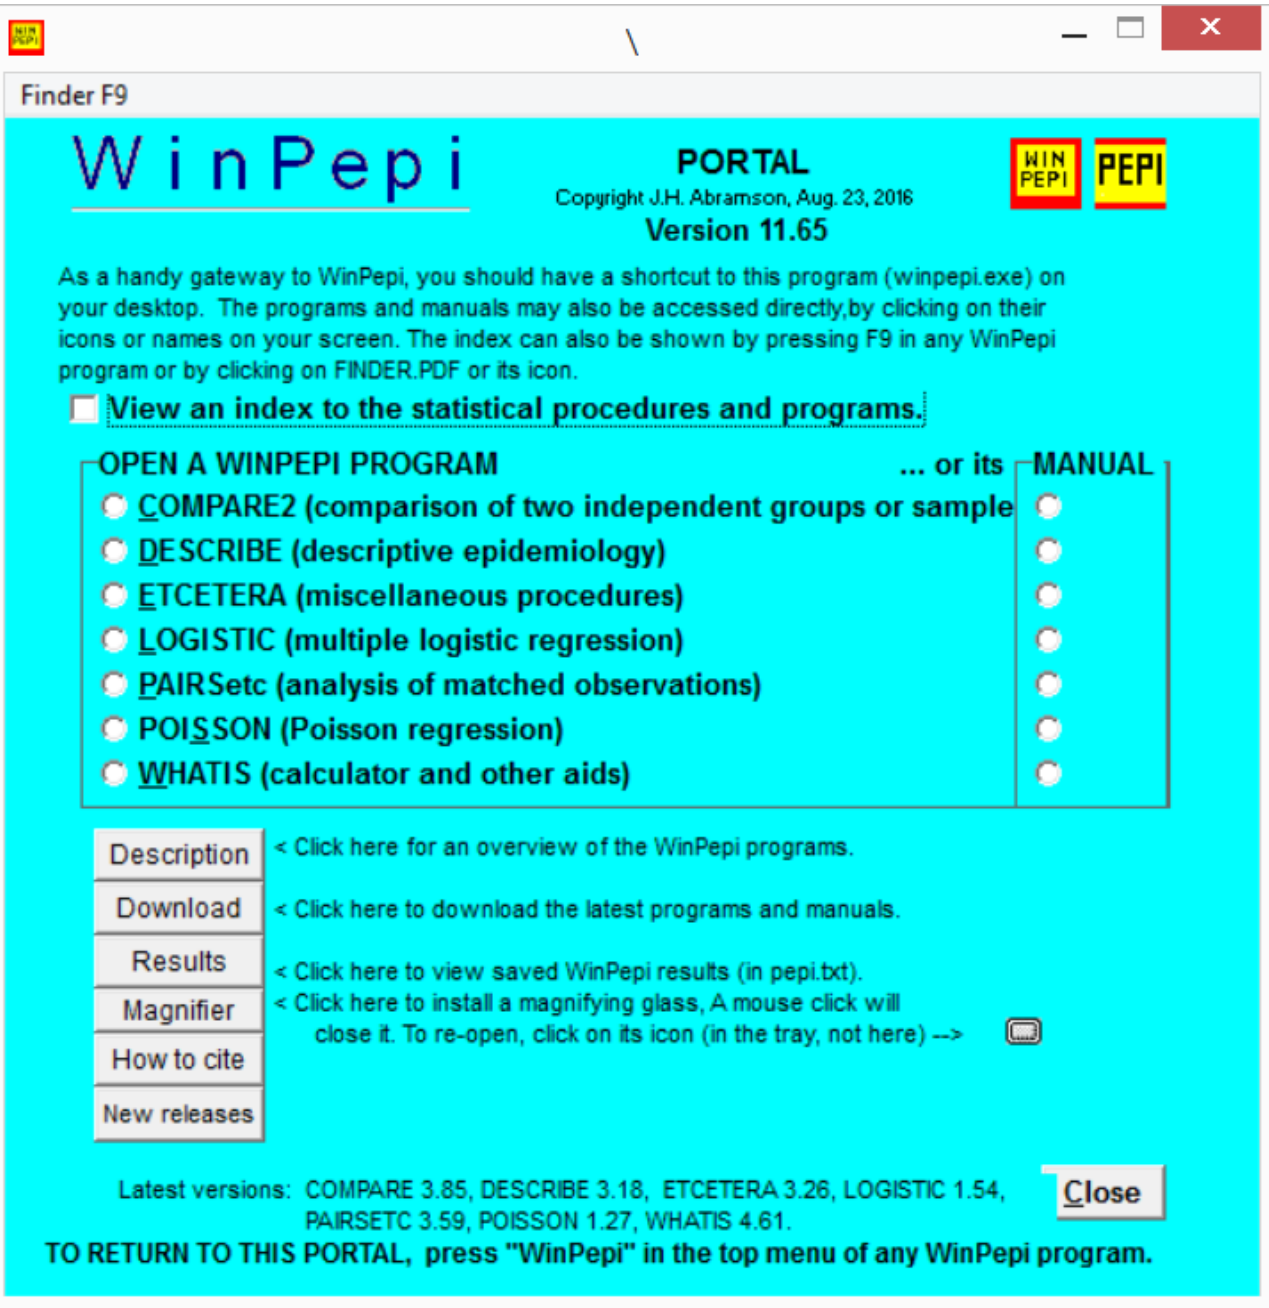 WIN
PEPI
\
Finder F9
WinPepi
PORTAL
Copyright J.H. Abramson, Aug. 23, 2016
Version 11.65
WIN
PEPI
PEPI
As a handy gateway to WinPepi, you should have a shortcut to this program (winpepi.exe) on
your desktop. The programs and manuals may also be accessed directly,by clicking on their
icons or names on your screen. The index can also be shown by pressing F9 in any WinPepi
program or by clicking on FINDER.PDF or its icon.
View an index to the statistical procedures and programs.
OPEN A WINPEPI PROGRAM ... or its MANUAL
COMPARE2 (comparison of two independent groups or sample
DESCRIBE (descriptive epidemiology)
ETCETERA (miscellaneous procedures)
LOGISTIC (multiple logistic regression)
PAIRSetc (analysis of matched observations)
POISSON (Poisson regression)
WHATIS (calculator and other aids)
Description < Click here for an overview of the WinPepi programs.
Download < Click here to download the latest programs and manuals.
Results < Click here to view saved WinPepi results (in pepi.txt).
Magnifier < Click here to install a magnifying glass, A mouse click will
close it. To re-open, click on its icon (in the tray, not here) -->
How to cite
New releases
Latest versions: COMPARE 3.85, DESCRIBE 3.18, ETCETERA 3.26, LOGISTIC 1.54,
PAIRSETC 3.59, POISSON 1.27, WHATIS 4.61.
Close
TO RETURN TO THIS PORTAL, press "WinPepi" in the top menu of any WinPepi program.